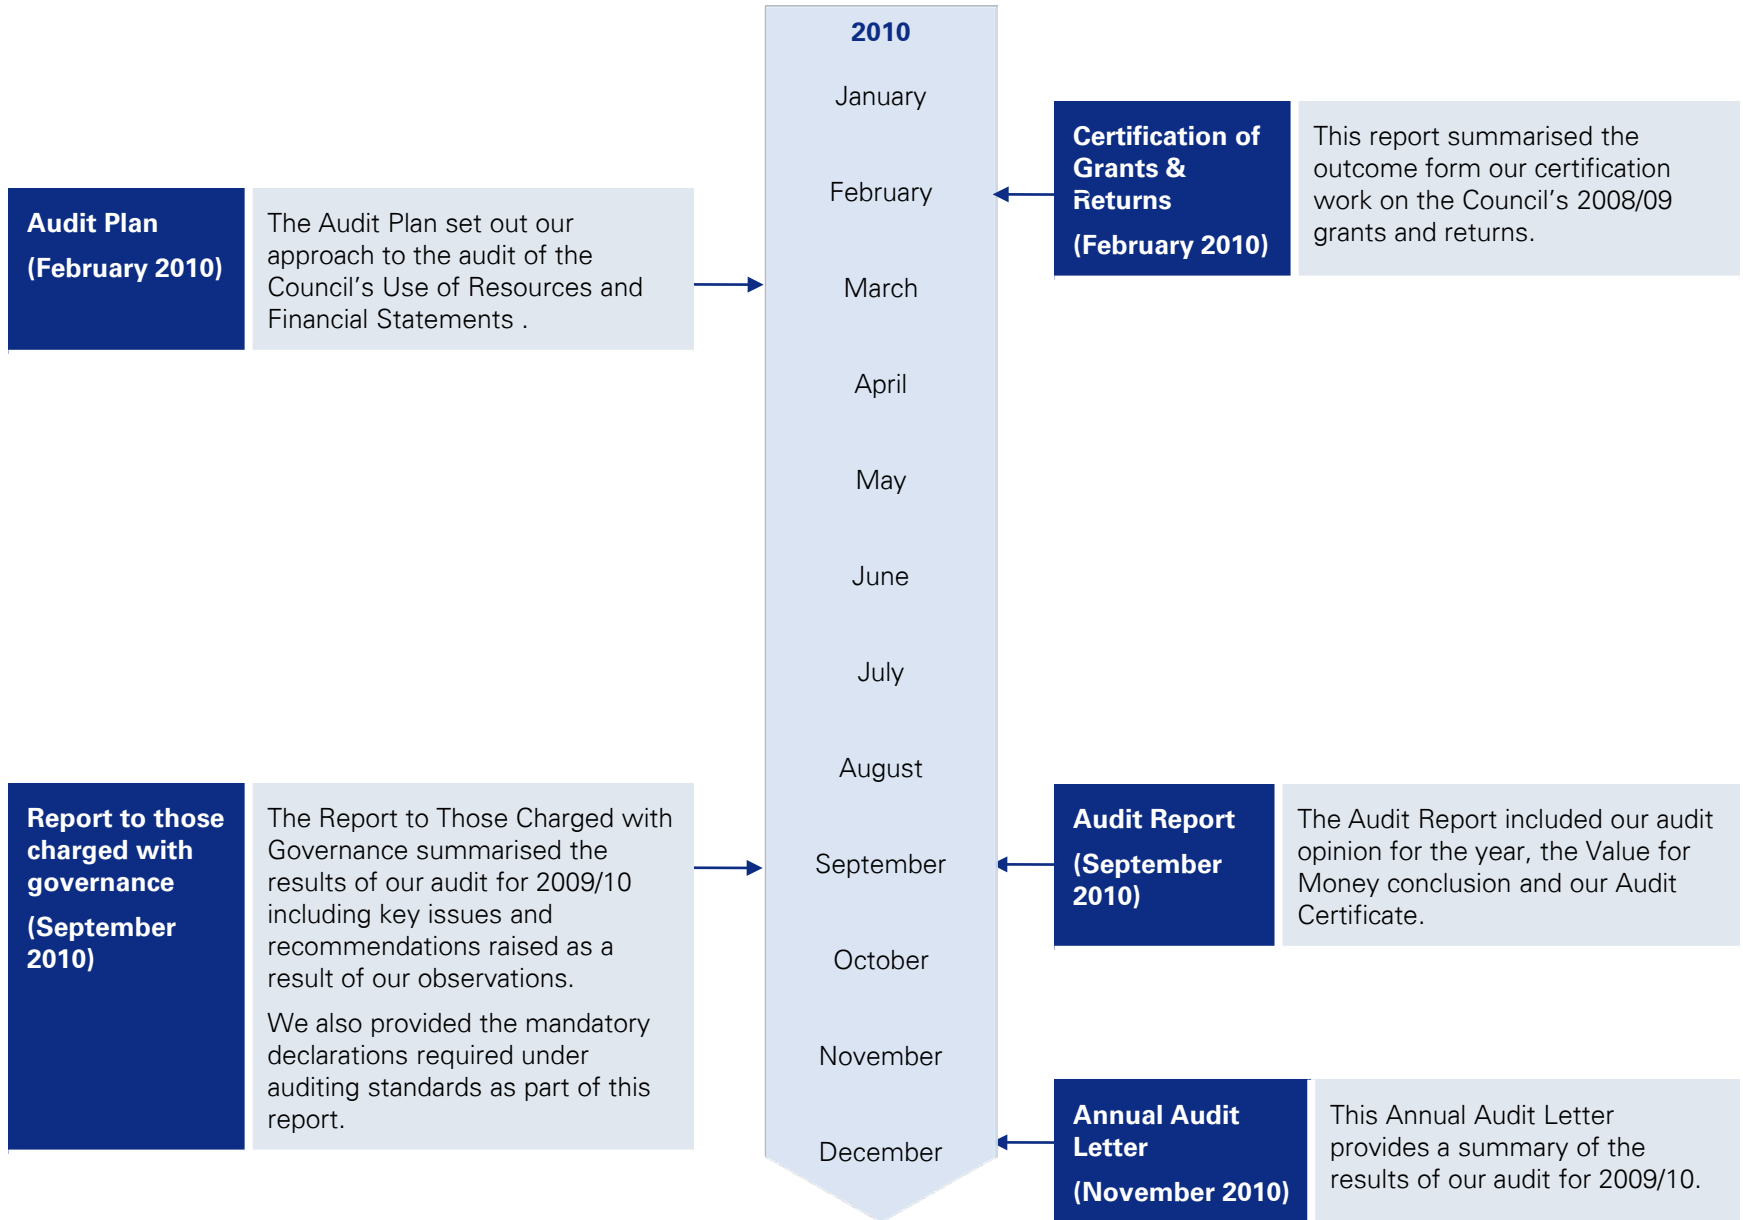 2010
January
February
March
April
May
June
July
August
September
October
November
December
Audit Plan
(February 2010)
The Audit Plan set out our
approach to the audit of the
Council's Use of Resources and
Financial Statements .
Certification of
Grants &
Returns
(February 2010)
This report summarised the
outcome form our certification
work on the Council's 2008/09
grants and returns.
Report to those
charged with
governance
(September
2010)
The Report to Those Charged with
Governance summarised the
results of our audit for 2009/10
including key issues and
recommendations raised as a
result of our observations.
We also provided the mandatory
declarations required under
auditing standards as part of this
report.
Audit Report
(September
2010)
The Audit Report included our audit
opinion for the year, the Value for
Money conclusion and our Audit
Certificate.
Annual Audit
Letter
(November 2010)
This Annual Audit Letter
provides a summary of the
results of our audit for 2009/10.